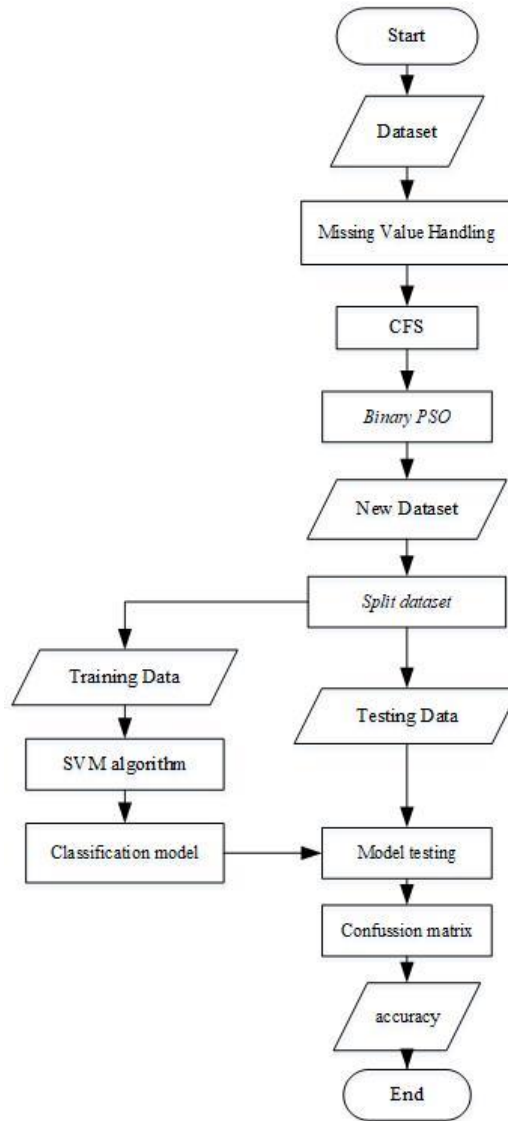 Start
Dataset
Missing Value Handling
CFS
Binary PSO
New Dataset
Split dataset
Training Data
Testing Data
SVM algorithm
Classification model
Model testing
Confussion matrix
accuracy
End